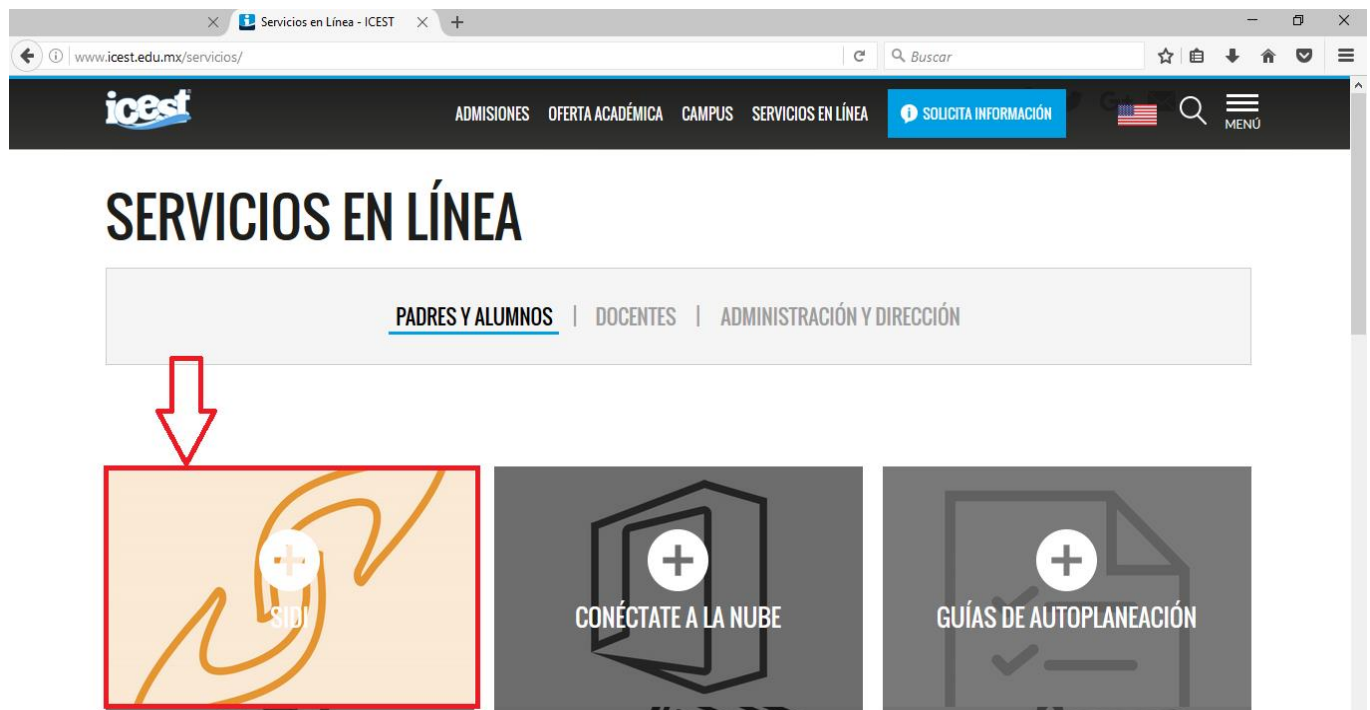 Servicios en Línea - ICEST
www.icest.edu.mx/servicios/
Buscar
icest
ADMISIONES OFERTA ACADÉMICA CAMPUS SERVICIOS EN LÍNEA SOLICITA INFORMACIÓN MENÚ
SERVICIOS EN LÍNEA
PADRES Y ALUMNOS | DOCENTES | ADMINISTRACIÓN Y DIRECCIÓN
SIDI
CONÉCTATE A LA NUBE
GUÍAS DE AUTOPLANEACIÓN